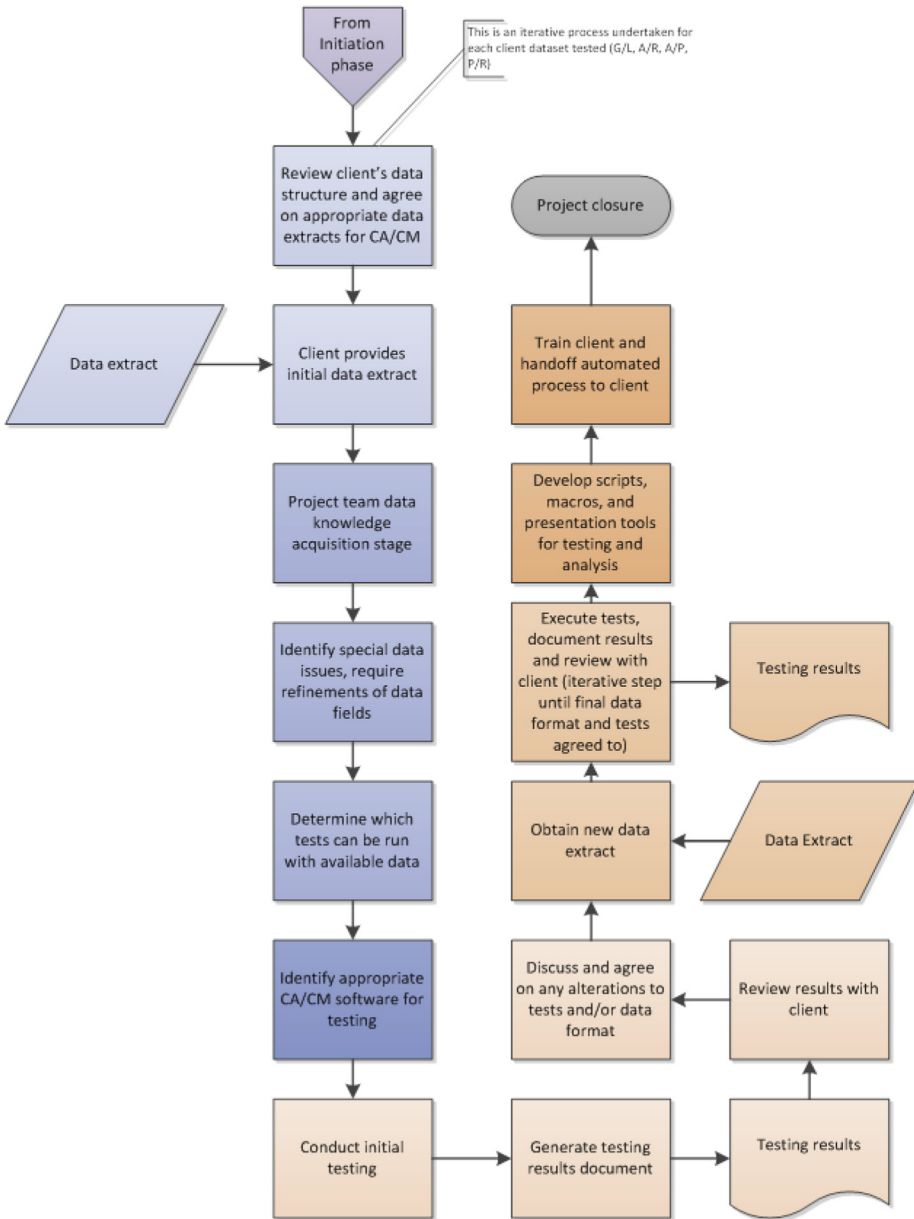 From
Initiation
phase
This is an iterative process undertaken for
each client dataset tested (G/L, A/R, A/P,
P/R)
Review client's data
structure and agree
on appropriate data
extracts for CA/CM
Data extract
Client provides
initial data extract
Project team data
knowledge
acquisition stage
Identify special data
issues, require
refinements of data
fields
Determine which
tests can be run
with available data
Identify appropriate
CA/CM software for
testing
Conduct initial
testing
Generate testing
results document
Testing results
Review results with
client
Discuss and agree
on any alterations to
tests and/or data
format
Obtain new data
extract
Data Extract
Execute tests,
document results
and review with
client (iterative step
until final data
format and tests
agreed to)
Testing results
Develop scripts,
macros, and
presentation tools
for testing and
analysis
Train client and
handoff automated
process to client
Project closure